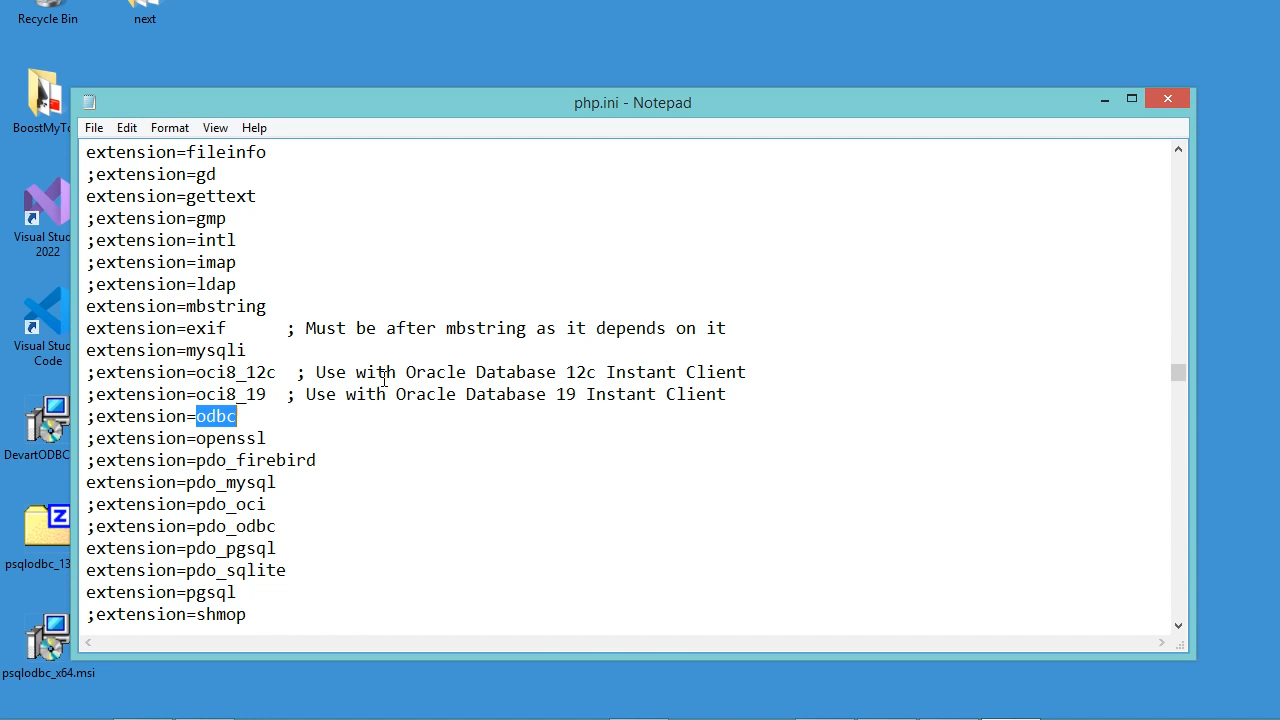 Recycle Bin
next
BoostMyTo
Visual Stud
2022
Visual Stud
Code
DevartODBC
psqlodbc_13
psqlodbc_x64.msi
php.ini - Notepad
File Edit Format View Help
extension=fileinfo
;extension=gd
extension=gettext
;extension=gmp
;extension=intl
;extension=imap
;extension=ldap
extension=mbstring
extension=exif      ; Must be after mbstring as it depends on it
extension=mysqli
;extension=oci8_12c  ; Use with Oracle Database 12c Instant Client
;extension=oci8_19  ; Use with Oracle Database 19 Instant Client
;extension=odbc
;extension=openssl
;extension=pdo_firebird
extension=pdo_mysql
;extension=pdo_oci
;extension=pdo_odbc
extension=pdo_pgsql
extension=pdo_sqlite
extension=pgsql
;extension=shmop